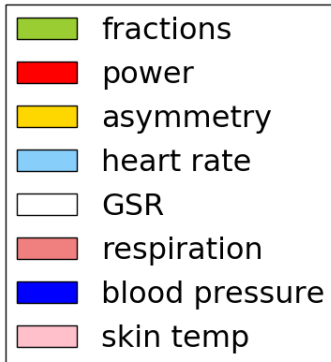 fractions
power
asymmetry
heart rate
GSR
respiration
blood pressure
skin temp